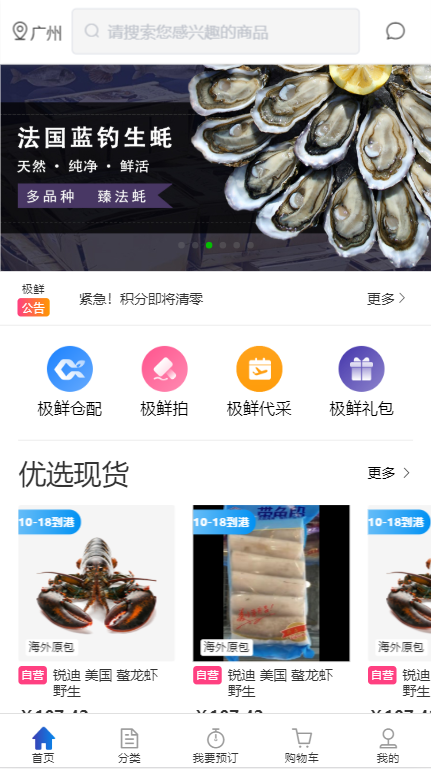 广州
请搜索您感兴趣的商品
法国蓝钓生蚝
天然 · 纯净 · 鲜活
多品种 臻法蚝
极鲜
公告
紧急！积分即将清零
更多
极鲜仓配
极鲜拍
极鲜代采
极鲜礼包
优选现货
更多
10-18到港
海外原包
自营 锐迪 美国 螯龙虾
野生
10-18到港
带鱼段
海外原包
自营 锐迪 美国 螯龙虾
野生
10-18到港
海外原包
自营 锐迪
野生
首页
分类
我要预订
购物车
我的